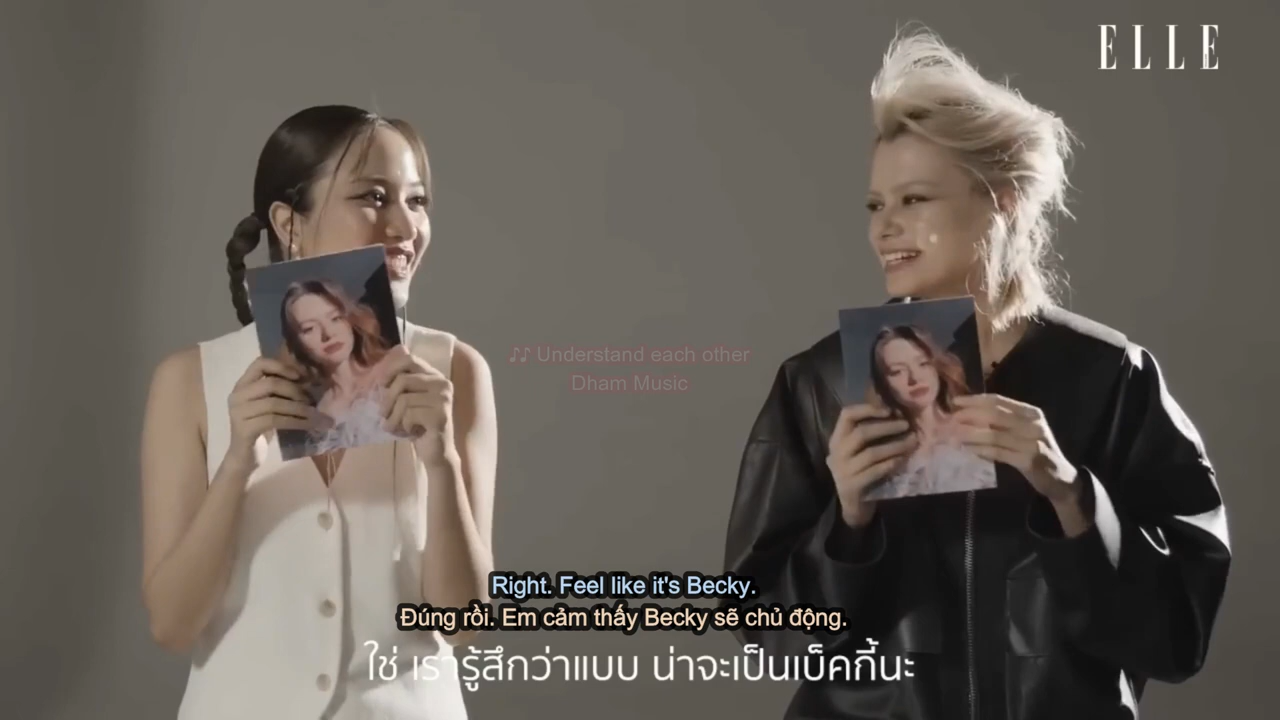 ELLE
♪♪ Understand each other
Dham Music
Right. Feel like it's Becky.
Đúng rồi. Em cảm thấy Becky sẽ chủ động.
ใช่ เรารู้สึกว่าแบบ น่าจะเป็นเบ็คกี้นะ